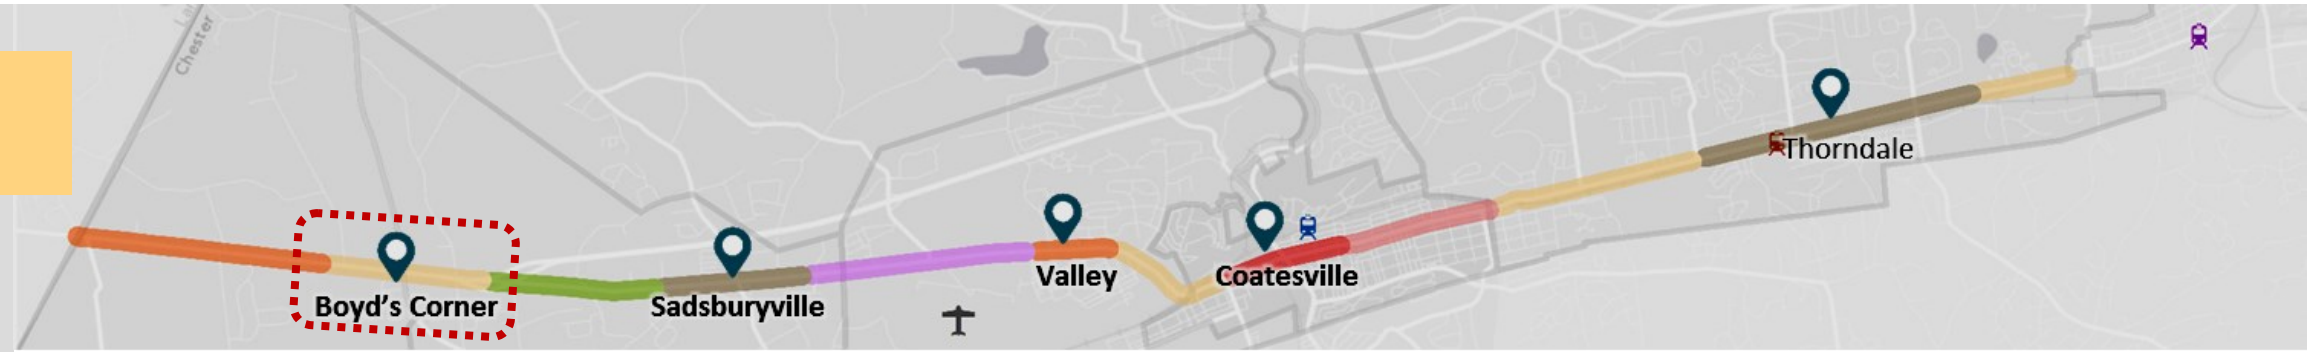 Chester
Thorndale
Valley
Coatesville
Boyd's Corner
Sadsburyville